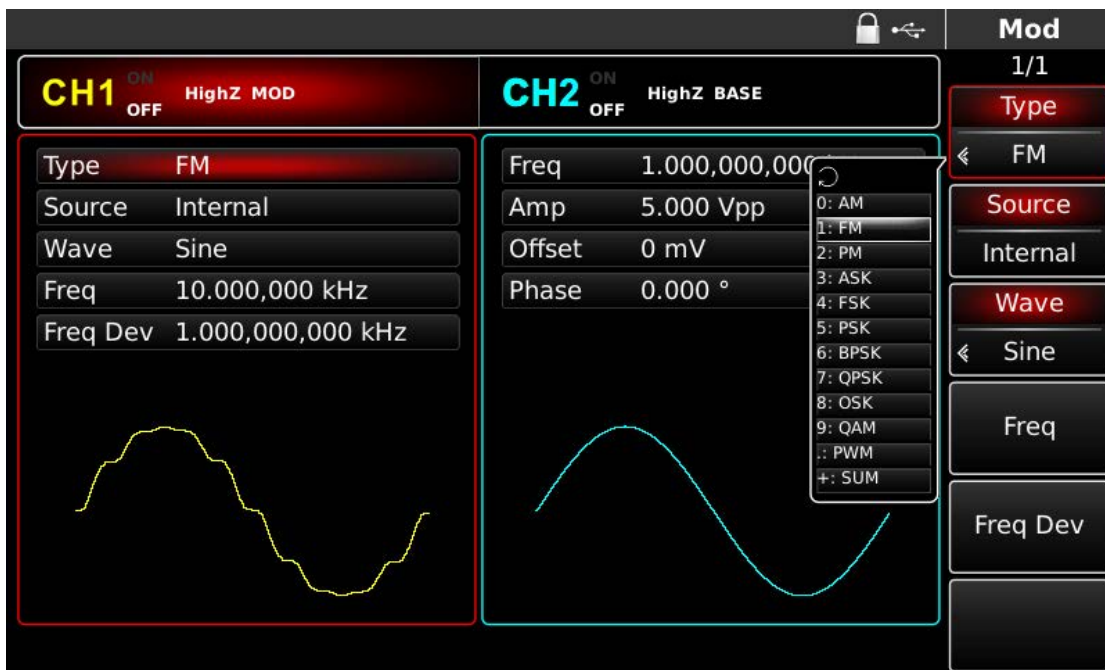 Mod
1/1
CH1 ON OFF HighZ MOD
CH2 ON OFF HighZ BASE
Type FM
Source Internal
Wave Sine
Freq 10.000,000 kHz
Freq Dev 1.000,000,000 kHz
Freq 1.000,000,000
Amp 5.000 Vpp
Offset 0 mV
Phase 0.000 °
0: AM
1: FM
2: PM
3: ASK
4: FSK
5: PSK
6: BPSK
7: QPSK
8: OSK
9: QAM
.: PWM
+: SUM
Type
FM
Source
Internal
Wave
Sine
Freq
Freq Dev